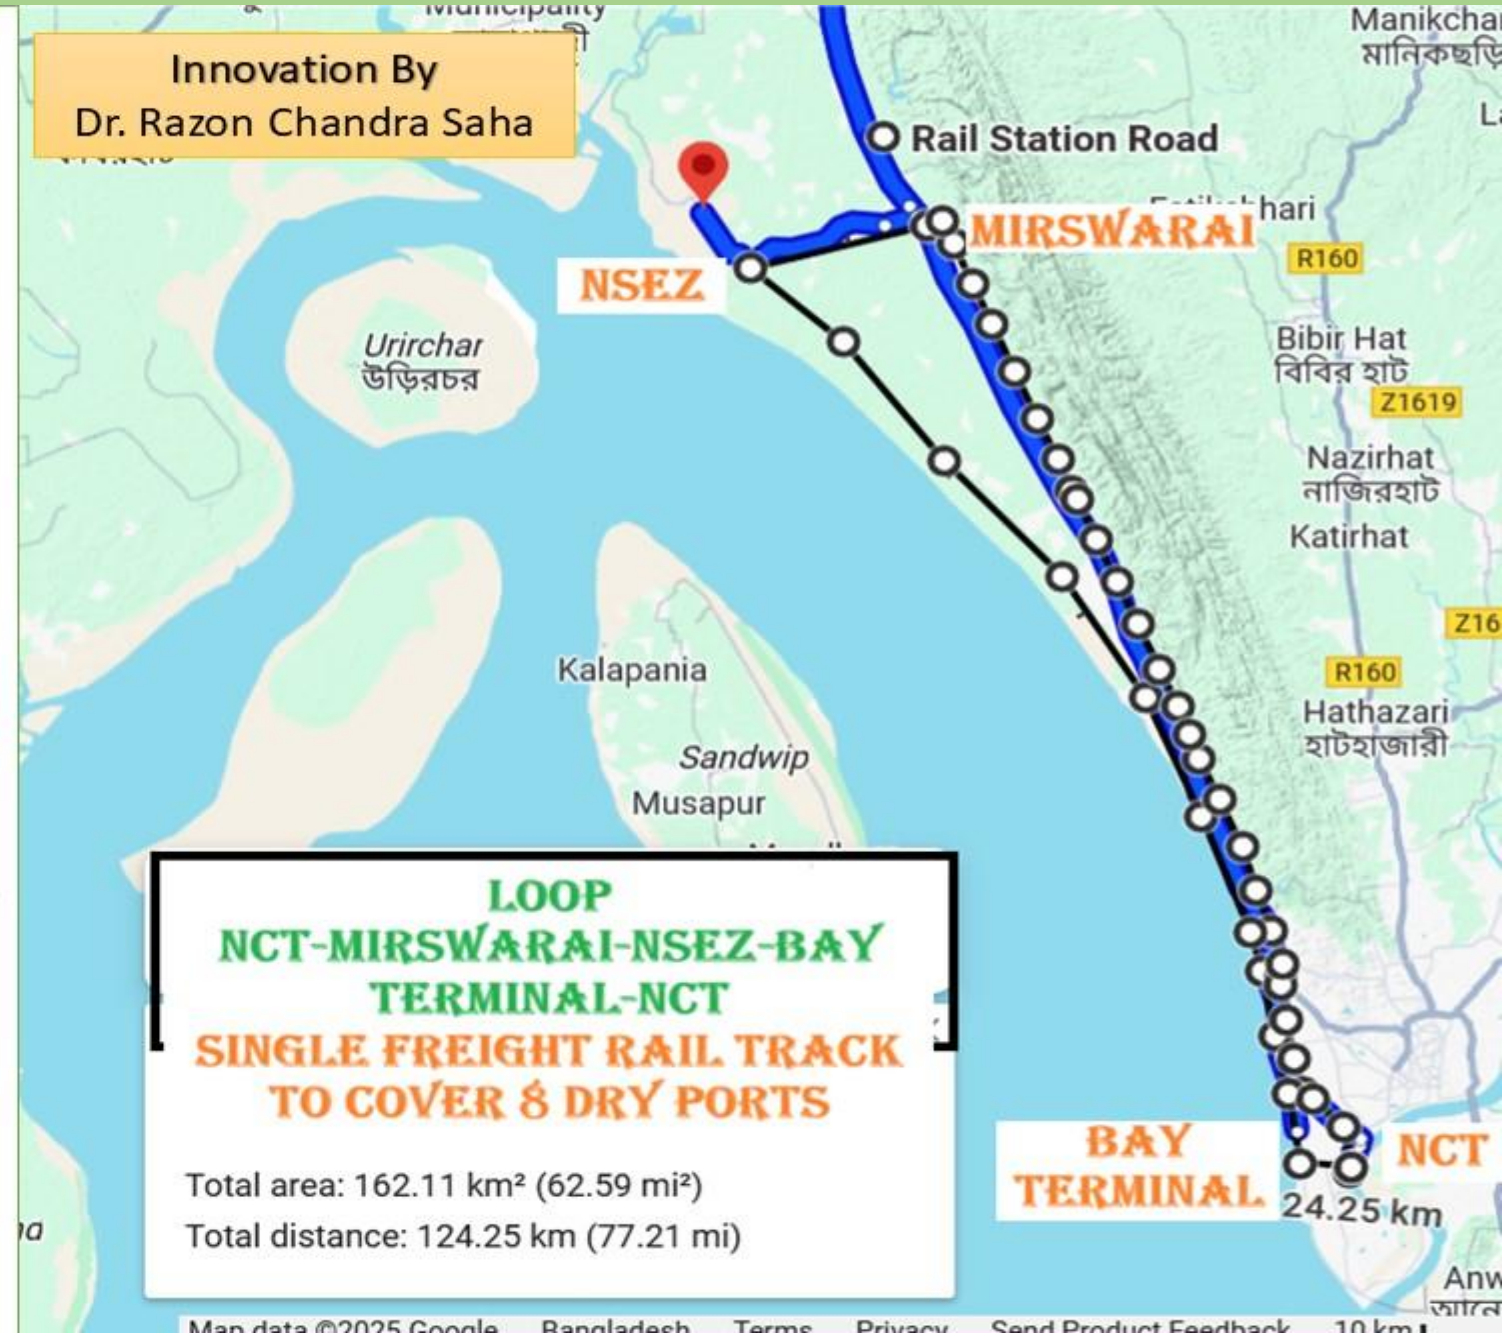 Municipality
Innovation By
Dr. Razon Chandra Saha
Rail Station Road
MIRSWARAI
NSEZ
R160
Urirchar
উড়িরচর
Bibir Hat
বিবির হাট
Z1619
Nazirhat
নাজিরহাট
Katirhat
Z16
Kalapania
R160
Hathazari
হাটহাজারী
Sandwip
Musapur
LOOP
NCT-MIRSWARAI-NSEZ-BAY
TERMINAL-NCT
SINGLE FREIGHT RAIL TRACK
TO COVER 8 DRY PORTS
Total area: 162.11 km² (62.59 mi²)
Total distance: 124.25 km (77.21 mi)
BAY
TERMINAL
NCT
24.25 km
Map data ©2025 Google Bangladesh Terms Privacy Send Product Feedback 10 km